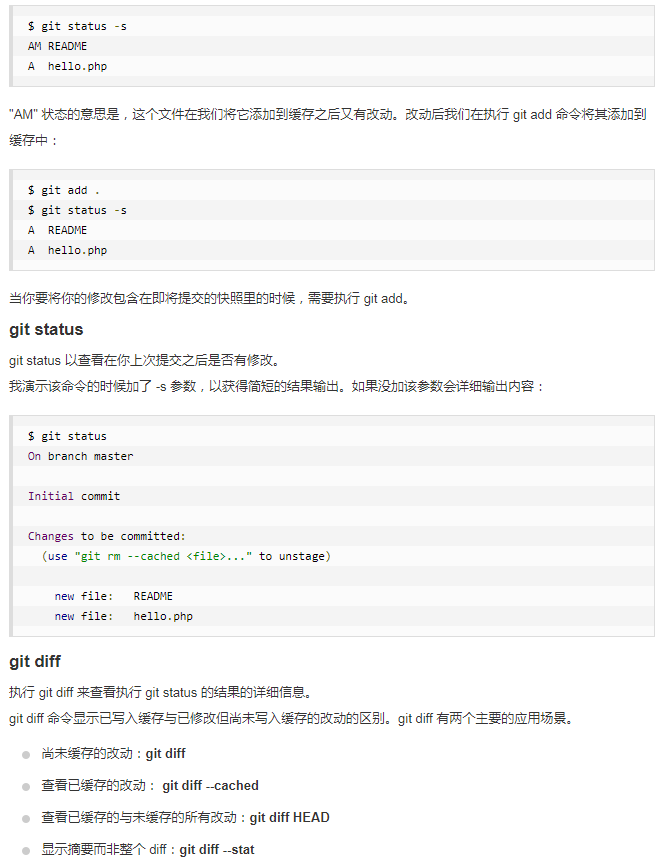 $ git status -s
AM README
A  hello.php
"AM" 状态的意思是，这个文件在我们将它添加到缓存之后又有改动。改动后我们在执行 git add 命令将其添加到
缓存中：
$ git add .
$ git status -s
A  README
A  hello.php
当你要将你的修改包含在即将提交的快照里的时候，需要执行 git add。
git status
git status 以查看在你上次提交之后是否有修改。
我演示该命令的时候加了 -s 参数，以获得简短的结果输出。如果没加该参数会详细输出内容：
$ git status
On branch master
Initial commit
Changes to be committed:
  (use "git rm --cached <file>..." to unstage)
    new file:   README
    new file:   hello.php
git diff
执行 git diff 来查看执行 git status 的结果的详细信息。
git diff 命令显示已写入缓存与已修改但尚未写入缓存的改动的区别。git diff 有两个主要的应用场景。
尚未缓存的改动：git diff
查看已缓存的改动： git diff --cached
查看已缓存的与未缓存的所有改动：git diff HEAD
显示摘要而非整个 diff：git diff --stat